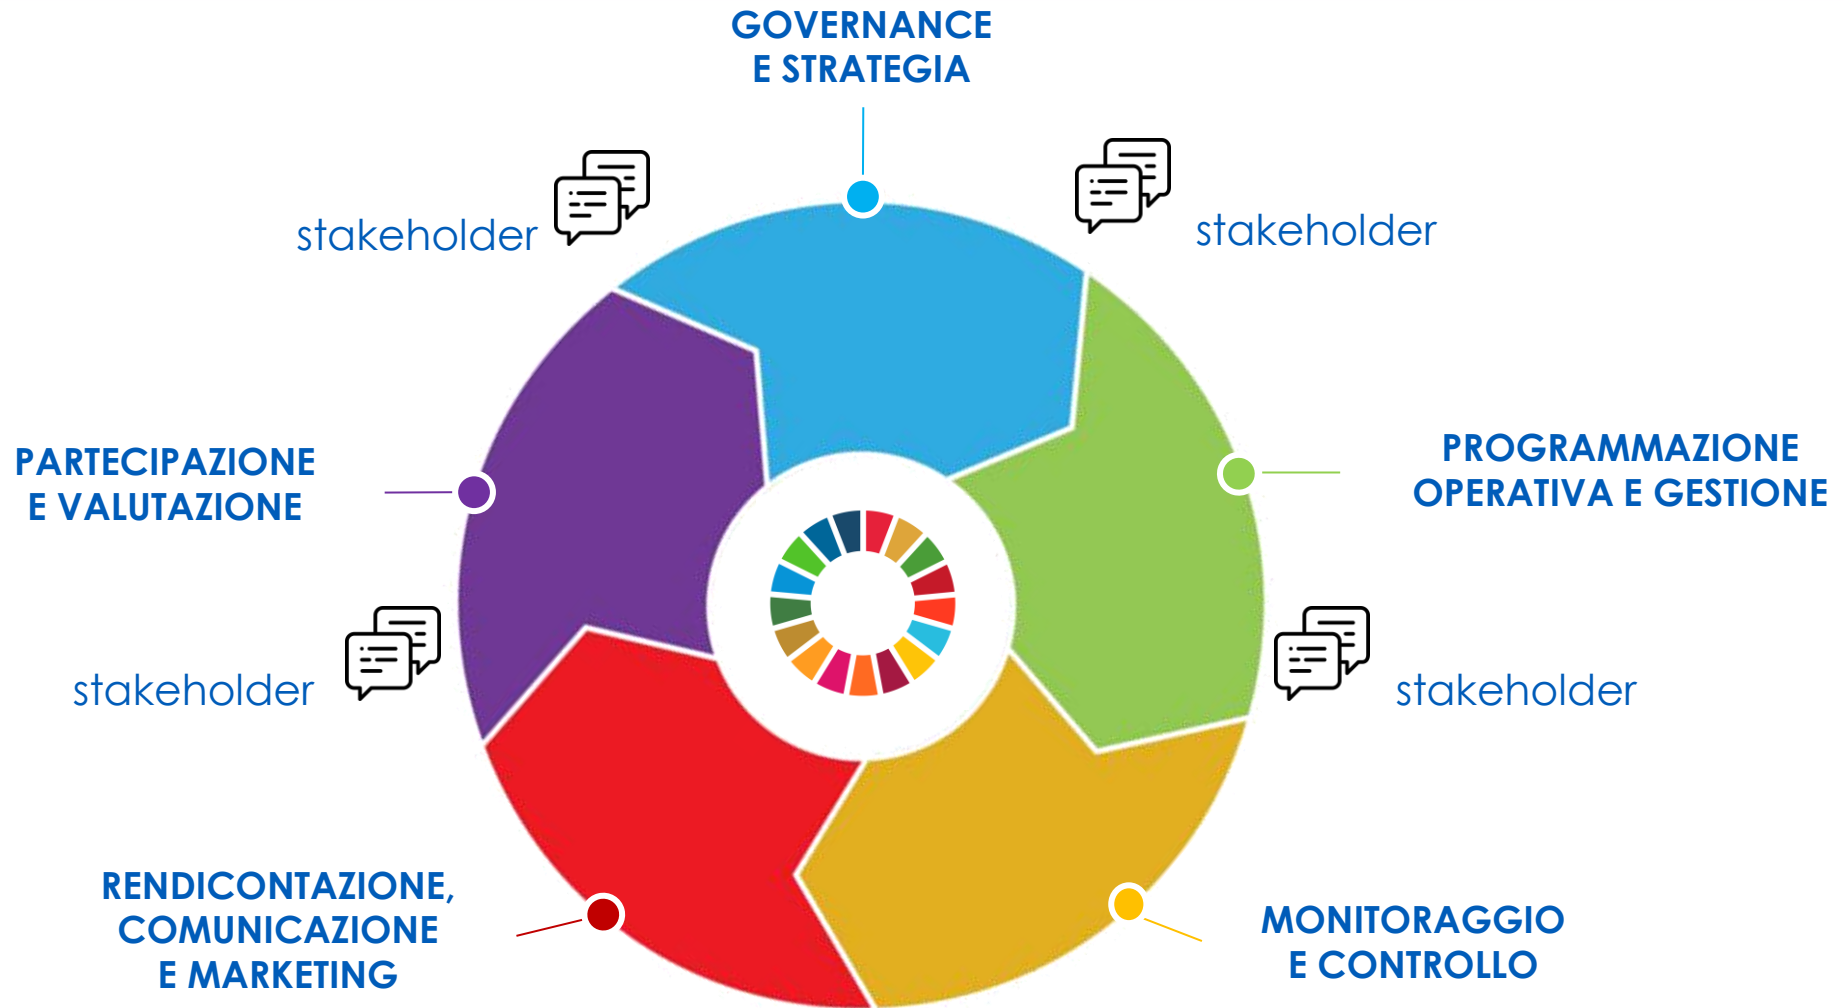 GOVERNANCE
E STRATEGIA
stakeholder
stakeholder
PARTECIPAZIONE
E VALUTAZIONE
PROGRAMMAZIONE
OPERATIVA E GESTIONE
stakeholder
stakeholder
RENDICONTAZIONE,
COMUNICAZIONE
E MARKETING
MONITORAGGIO
E CONTROLLO